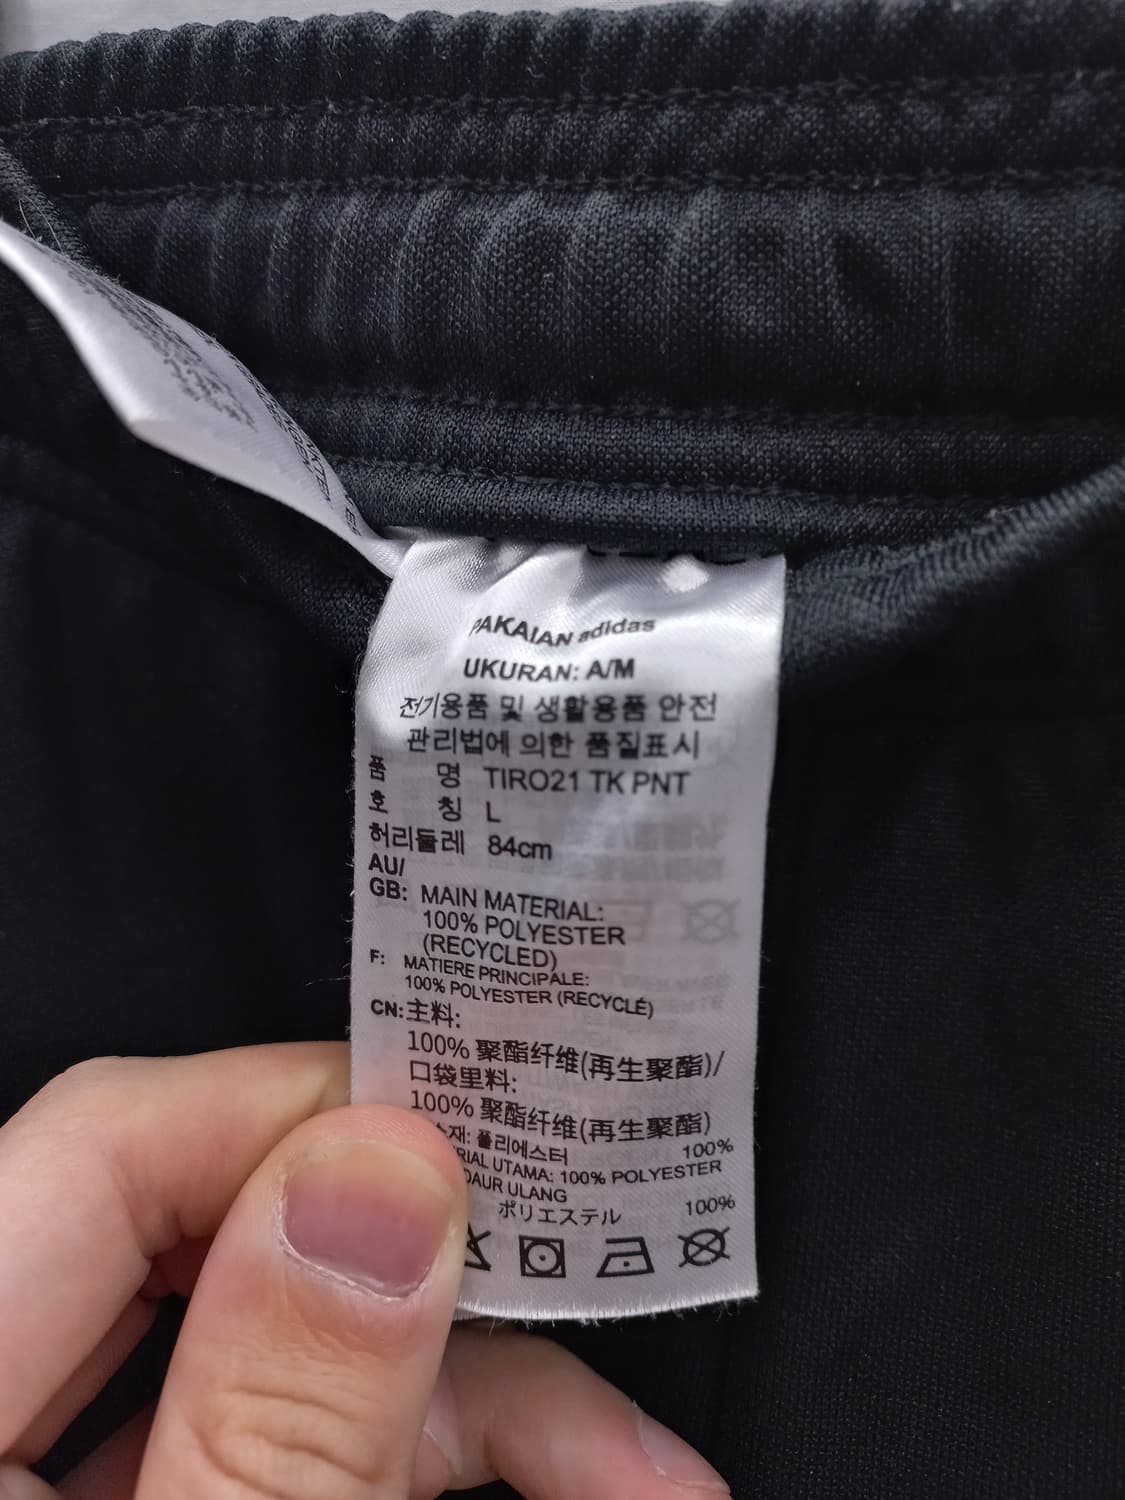 PAKAIAN adidas
UKURAN: A/M
전기용품 및 생활용품 안전
관리법에 의한 품질표시
품 명 TIRO21 TK PNT
호 칭 L
허리둘레 84cm
AU/
GB: MAIN MATERIAL:
100% POLYESTER
(RECYCLED)
F: MATIERE PRINCIPALE:
100% POLYESTER (RECYCLÉ)
CN: 主料:
100% 聚酯纤维(再生聚酯)/
口袋里料:
100% 聚酯纤维(再生聚酯)
재: 폴리에스터 100%
UTAMA: 100% POLYESTER
DAUR ULANG
ポリエステル 100%